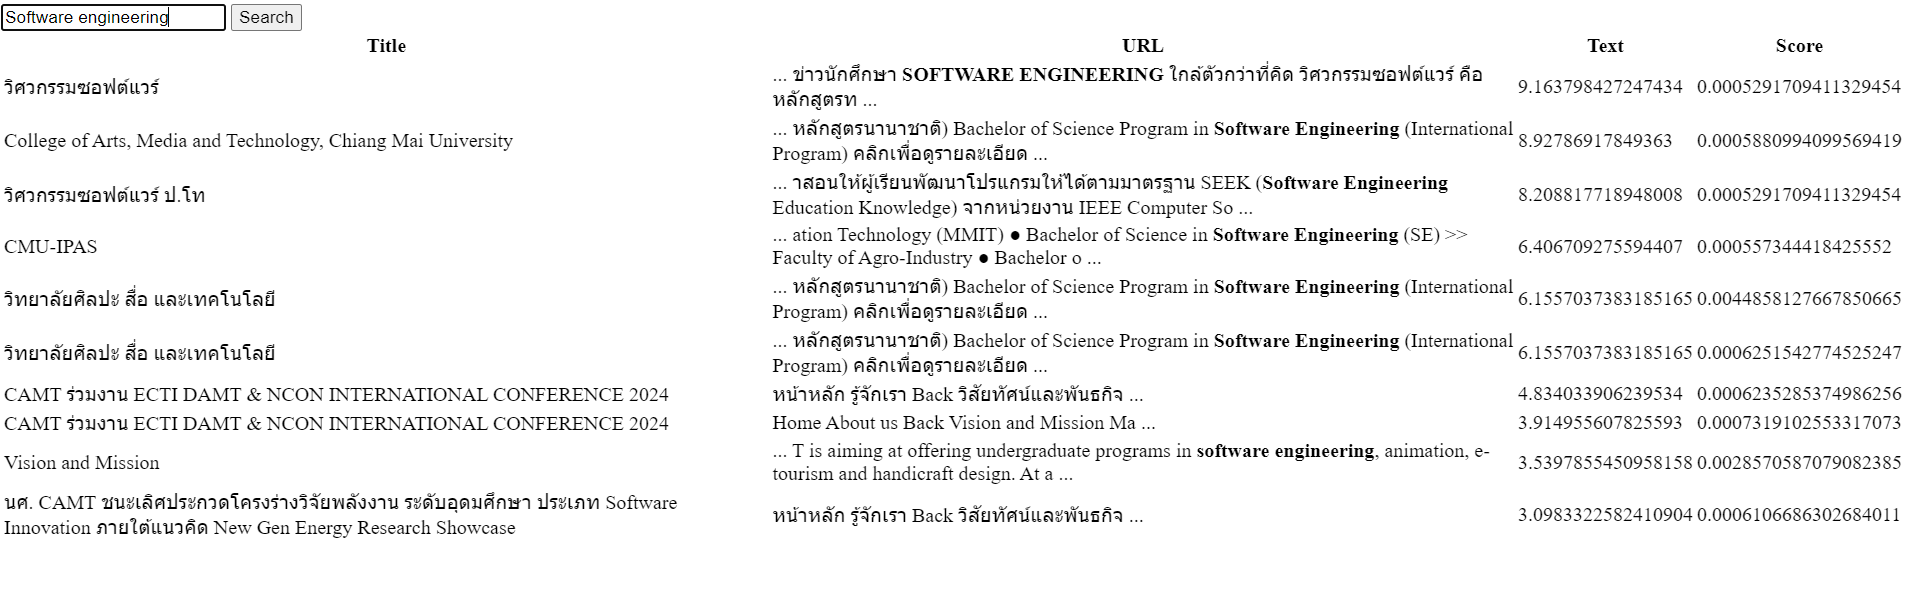 Software engineering Search
Title URL Text Score
วิศวกรรมซอฟต์แวร์
... ข่าวนักศึกษา SOFTWARE ENGINEERING ใกล้ตัวกว่าที่คิด วิศวกรรมซอฟต์แวร์ คือ
หลักสูตรท ...
9.163798427247434 0.0005291709411329454
College of Arts, Media and Technology, Chiang Mai University
... หลักสูตรนานาชาติ) Bachelor of Science Program in Software Engineering (International
Program) คลิกเพื่อดูรายละเอียด ...
8.92786917849363 0.0005880994099569419
วิศวกรรมซอฟต์แวร์ ป.โท
... าสอนให้ผู้เรียนพัฒนาโปรแกรมให้ได้ตามมาตรฐาน SEEK (Software Engineering
Education Knowledge) จากหน่วยงาน IEEE Computer So ...
8.208817718948008 0.0005291709411329454
CMU-IPAS
... ation Technology (MMIT) ● Bachelor of Science in Software Engineering (SE) >>
Faculty of Agro-Industry ● Bachelor o ...
6.406709275594407 0.000557344418425552
วิทยาลัยศิลปะ สื่อ และเทคโนโลยี
... หลักสูตรนานาชาติ) Bachelor of Science Program in Software Engineering (International
Program) คลิกเพื่อดูรายละเอียด ...
6.1557037383185165 0.0044858127667850665
วิทยาลัยศิลปะ สื่อ และเทคโนโลยี
... หลักสูตรนานาชาติ) Bachelor of Science Program in Software Engineering (International
Program) คลิกเพื่อดูรายละเอียด ...
6.1557037383185165 0.0006251542774525247
CAMT ร่วมงาน ECTI DAMT & NCON INTERNATIONAL CONFERENCE 2024
หน้าหลัก รู้จักเรา Back วิสัยทัศน์และพันธกิจ ...
4.834033906239534 0.0006235285374986256
CAMT ร่วมงาน ECTI DAMT & NCON INTERNATIONAL CONFERENCE 2024
Home About us Back Vision and Mission Ma ...
3.914955607825593 0.0007319102553317073
Vision and Mission
... T is aiming at offering undergraduate programs in software engineering, animation, e-
tourism and handicraft design. At a ...
3.5397855450958158 0.0028570587079082385
นศ. CAMT ชนะเลิศประกวดโครงร่างวิจัยพลังงาน ระดับอุดมศึกษา ประเภท Software
Innovation ภายใต้แนวคิด New Gen Energy Research Showcase
หน้าหลัก รู้จักเรา Back วิสัยทัศน์และพันธกิจ ...
3.0983322582410904 0.0006106686302684011